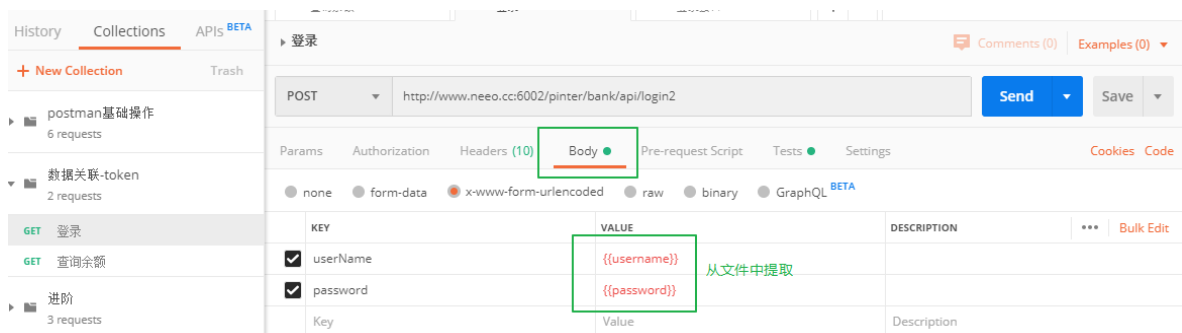 History Collections APIs BETA
登录
Comments (0) Examples (0)
+ New Collection Trash
POST http://www.neeo.cc:6002/pinter/bank/api/login2 Send Save
postman基础操作
6 requests
Params Authorization Headers (10) Body Pre-request Script Tests Settings Cookies Code
数据关联-token
2 requests
none form-data x-www-form-urlencoded raw binary GraphQL BETA
GET 登录
KEY VALUE DESCRIPTION ••• Bulk Edit
GET 查询余额
userName {{username}}
从文件中提取
password {{password}}
进阶
3 requests
Key Value Description